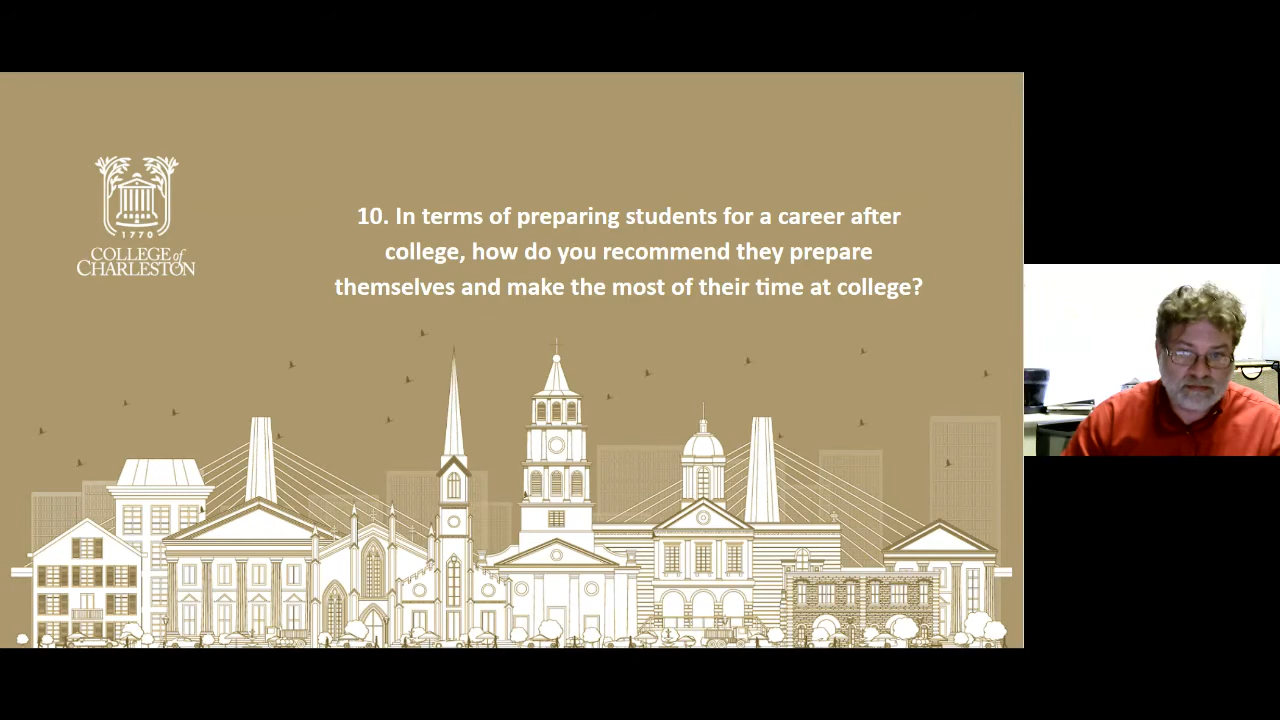 1770
COLLEGE of
CHARLESTON
10. In terms of preparing students for a career after
college, how do you recommend they prepare
themselves and make the most of their time at college?